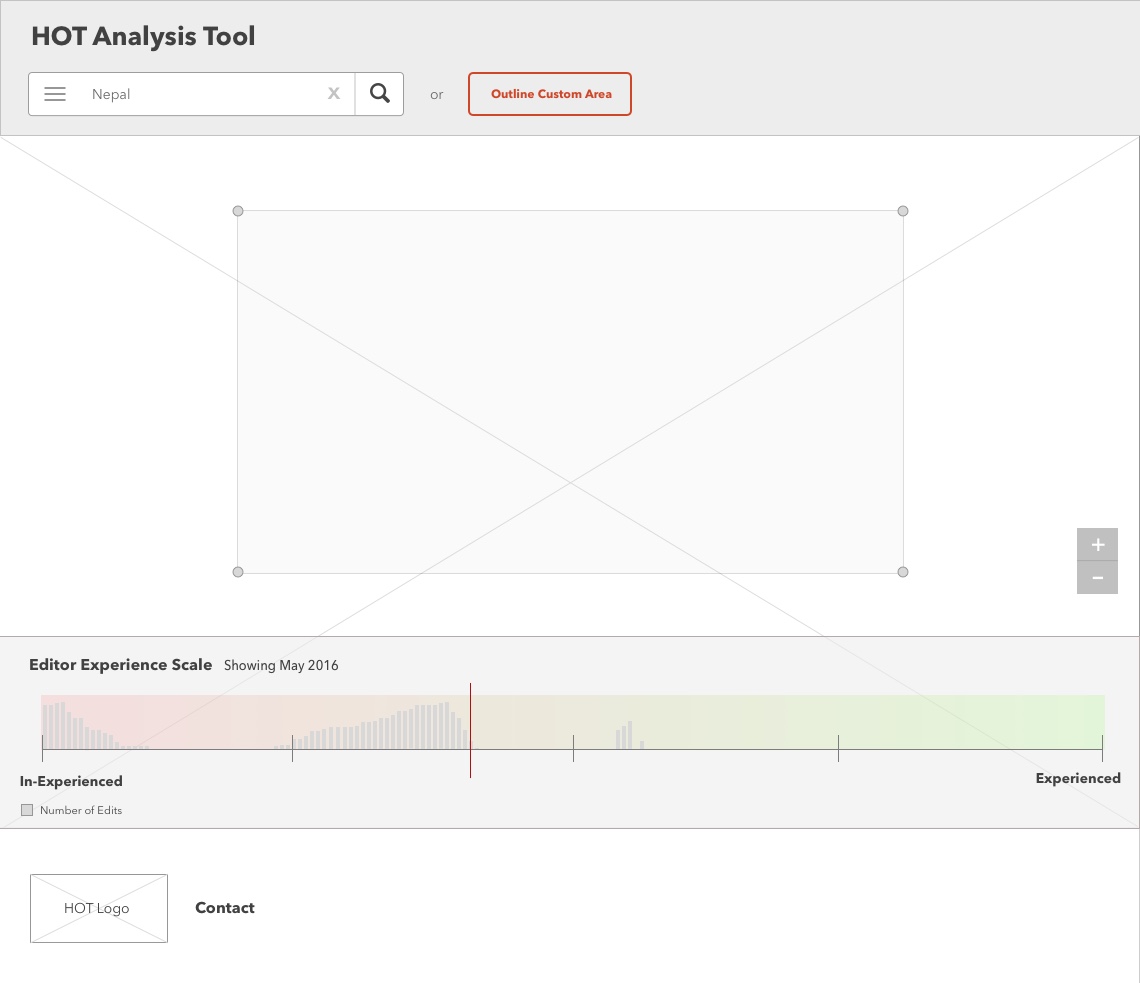 HOT Analysis Tool
Nepal X or Outline Custom Area
+
−
Editor Experience Scale Showing May 2016
In-Experienced
Experienced
Number of Edits
HOT Logo
Contact